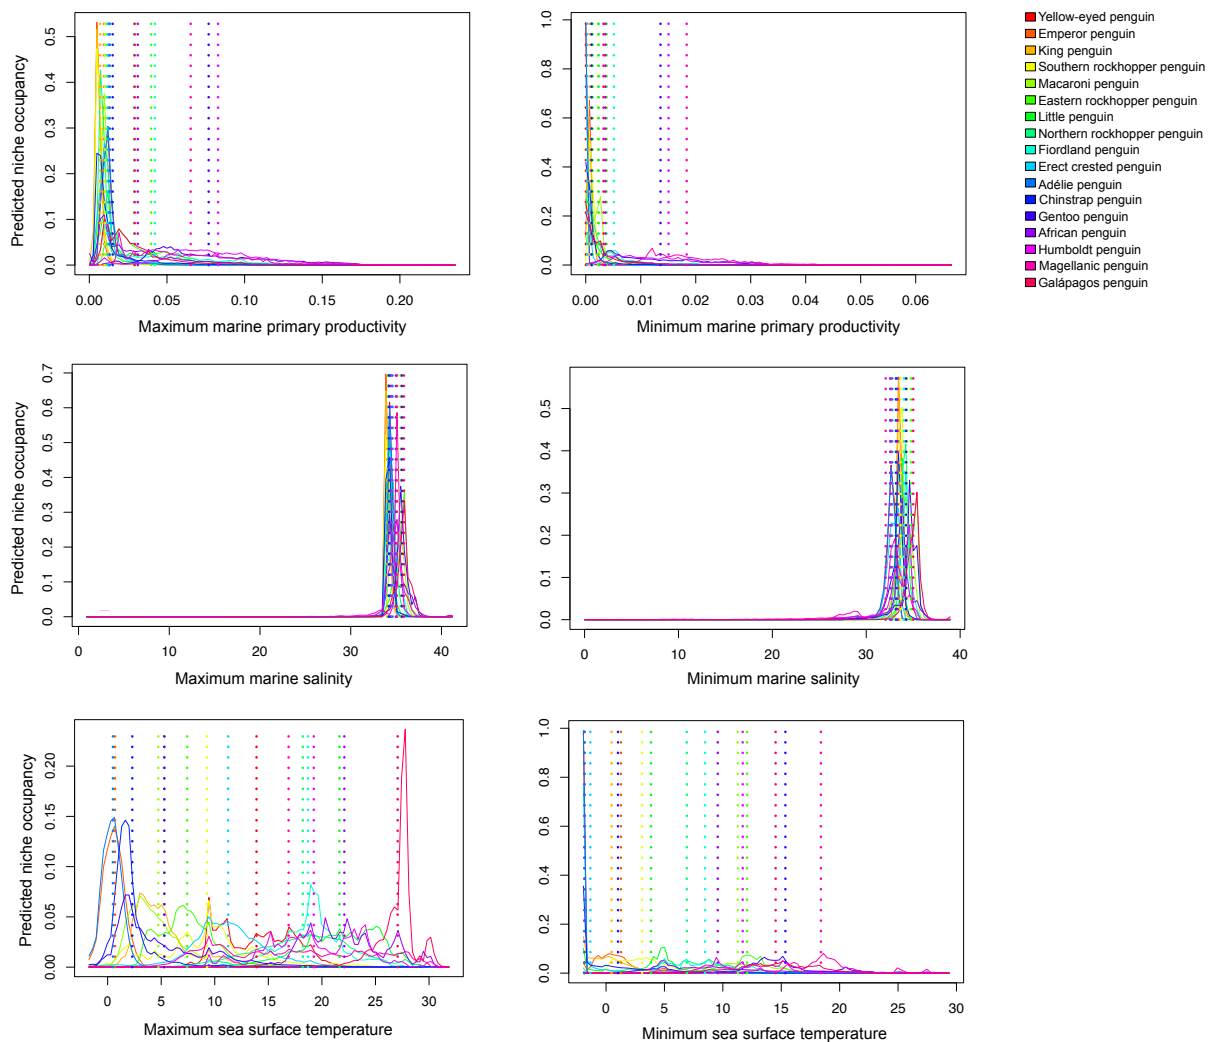 Predicted niche occupancy
0.0 0.1 0.2 0.3 0.4 0.5
0.00 0.05 0.10 0.15 0.20
Maximum marine primary productivity
0.0 0.2 0.4 0.6 0.8 1.0
0.00 0.01 0.02 0.03 0.04 0.05 0.06
Minimum marine primary productivity
Yellow-eyed penguin
Emperor penguin
King penguin
Southern rockhopper penguin
Macaroni penguin
Eastern rockhopper penguin
Little penguin
Northern rockhopper penguin
Fiordland penguin
Erect crested penguin
Adélie penguin
Chinstrap penguin
Gentoo penguin
African penguin
Humboldt penguin
Magellanic penguin
Galápagos penguin
Predicted niche occupancy
0.0 0.1 0.2 0.3 0.4 0.5 0.6 0.7
0 10 20 30 40
Maximum marine salinity
0.0 0.1 0.2 0.3 0.4 0.5
0 10 20 30 40
Minimum marine salinity
Predicted niche occupancy
0.00 0.05 0.10 0.15 0.20
0 5 10 15 20 25 30
Maximum sea surface temperature
0.0 0.2 0.4 0.6 0.8 1.0
0 5 10 15 20 25 30
Minimum sea surface temperature